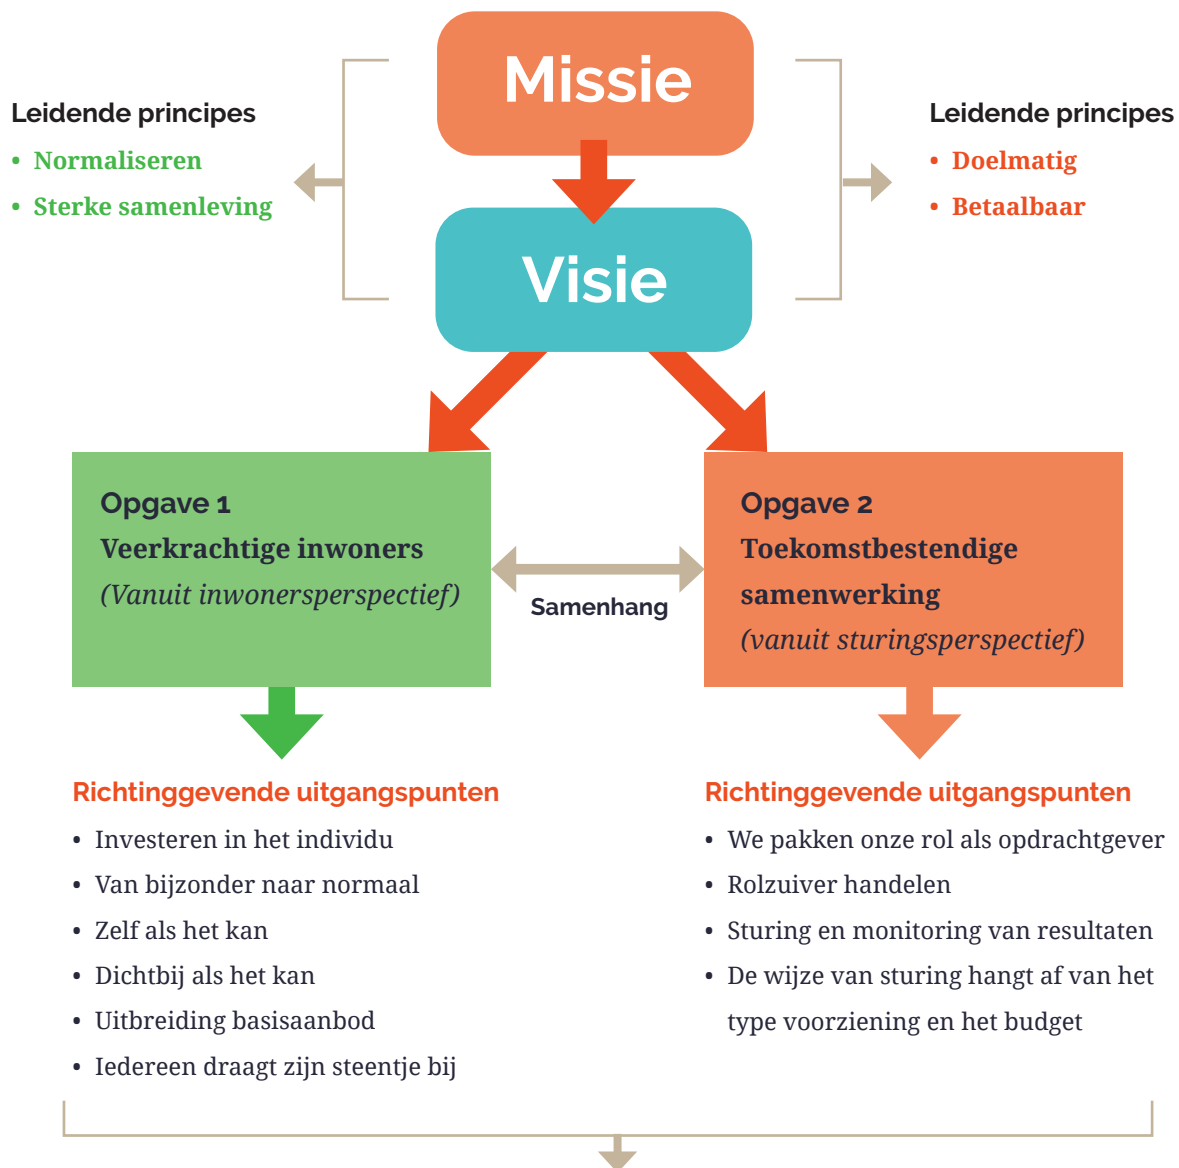 Missie
Leidende principes
• Normaliseren
• Sterke samenleving
Leidende principes
• Doelmatig
• Betaalbaar
Visie
Opgave 1
Veerkrachtige inwoners
(Vanuit inwonersperspectief)
Samenhang
Opgave 2
Toekomstbestendige
samenwerking
(vanuit sturingsperspectief)
Richtinggevende uitgangspunten
• Investeren in het individu
• Van bijzonder naar normaal
• Zelf als het kan
• Dichtbij als het kan
• Uitbreiding basisaanbod
• Iedereen draagt zijn steentje bij
Richtinggevende uitgangspunten
• We pakken onze rol als opdrachtgever
• Rolzuiver handelen
• Sturing en monitoring van resultaten
• De wijze van sturing hangt af van het
type voorziening en het budget